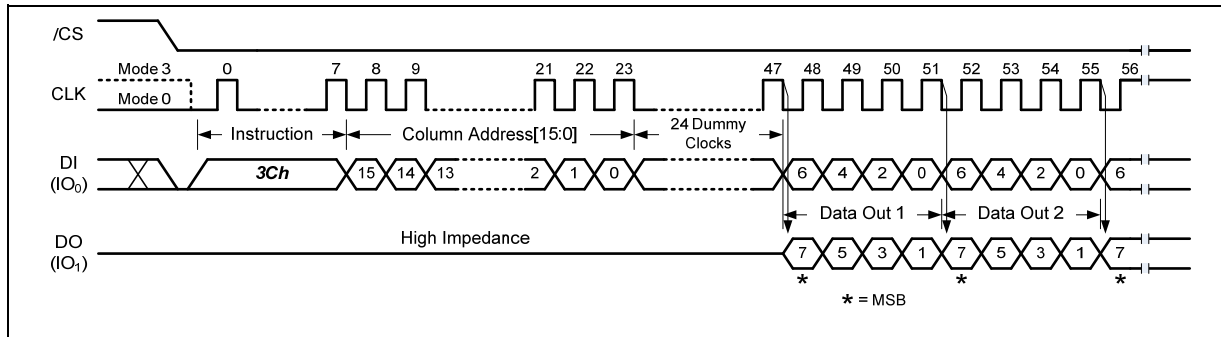 /CS
Mode 3 0 7 8 9 21 22 23 47 48 49 50 51 52 53 54 55 56
CLK
Mode 0
Instruction Column Address[15:0] 24 Dummy Clocks
DI (IO0) 3Ch 15 14 13 2 1 0 6 4 2 0 6 4 2 0 6
Data Out 1 Data Out 2
High Impedance
DO (IO1) 7 5 3 1 7 5 3 1 7
* * *
* = MSB